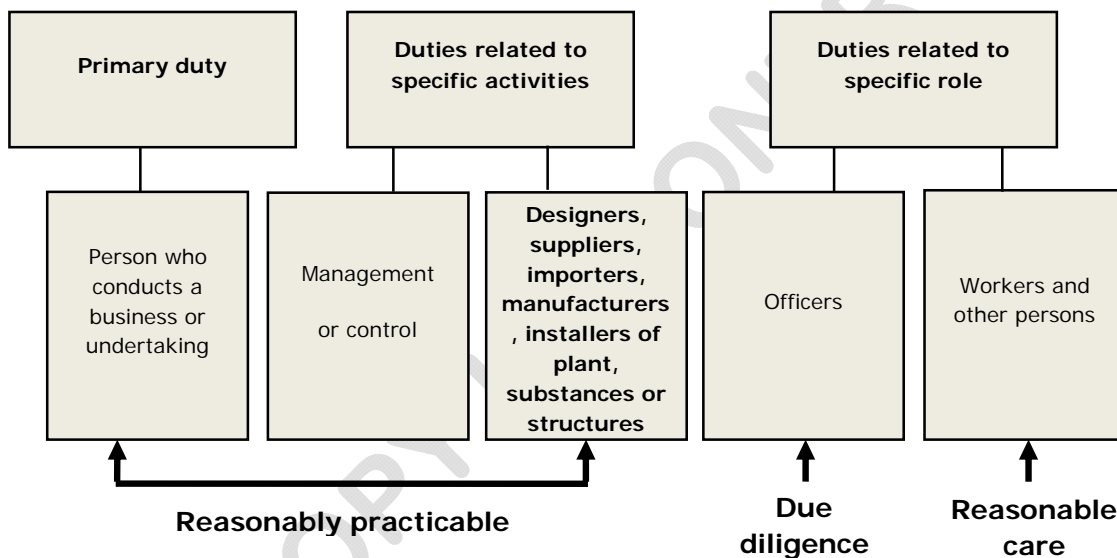 Primary duty
Duties related to
specific activities
Duties related to
specific role
Person who
conducts a
business or
undertaking
Management
or control
Designers,
suppliers,
importers,
manufacturers
, installers of
plant,
substances or
structures
Officers
Workers and
other persons
Reasonably practicable
Due
diligence
Reasonable
care